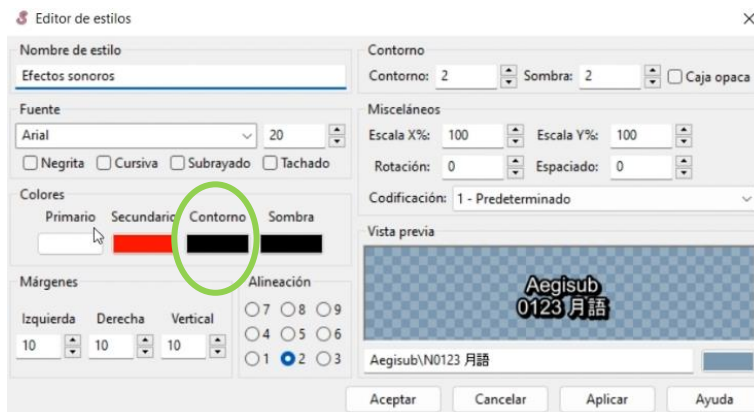 Editor de estilos
Nombre de estilo
Efectos sonoros
Fuente
Arial 20
Negrita Cursiva Subrayado Tachado
Colores
Primario Secundario Contorno Sombra
Márgenes
Izquierda Derecha Vertical
10 10 10
Alineación
7 8 9
4 5 6
1 2 3
Contorno
Contorno: 2 Sombra: 2 Caja opaca
Misceláneos
Escala X%: 100 Escala Y%: 100
Rotación: 0 Espaciado: 0
Codificación: 1 - Predeterminado
Vista previa
Aegisub
0123 月語
Aegisub\N0123 月語
Aceptar Cancelar Aplicar Ayuda